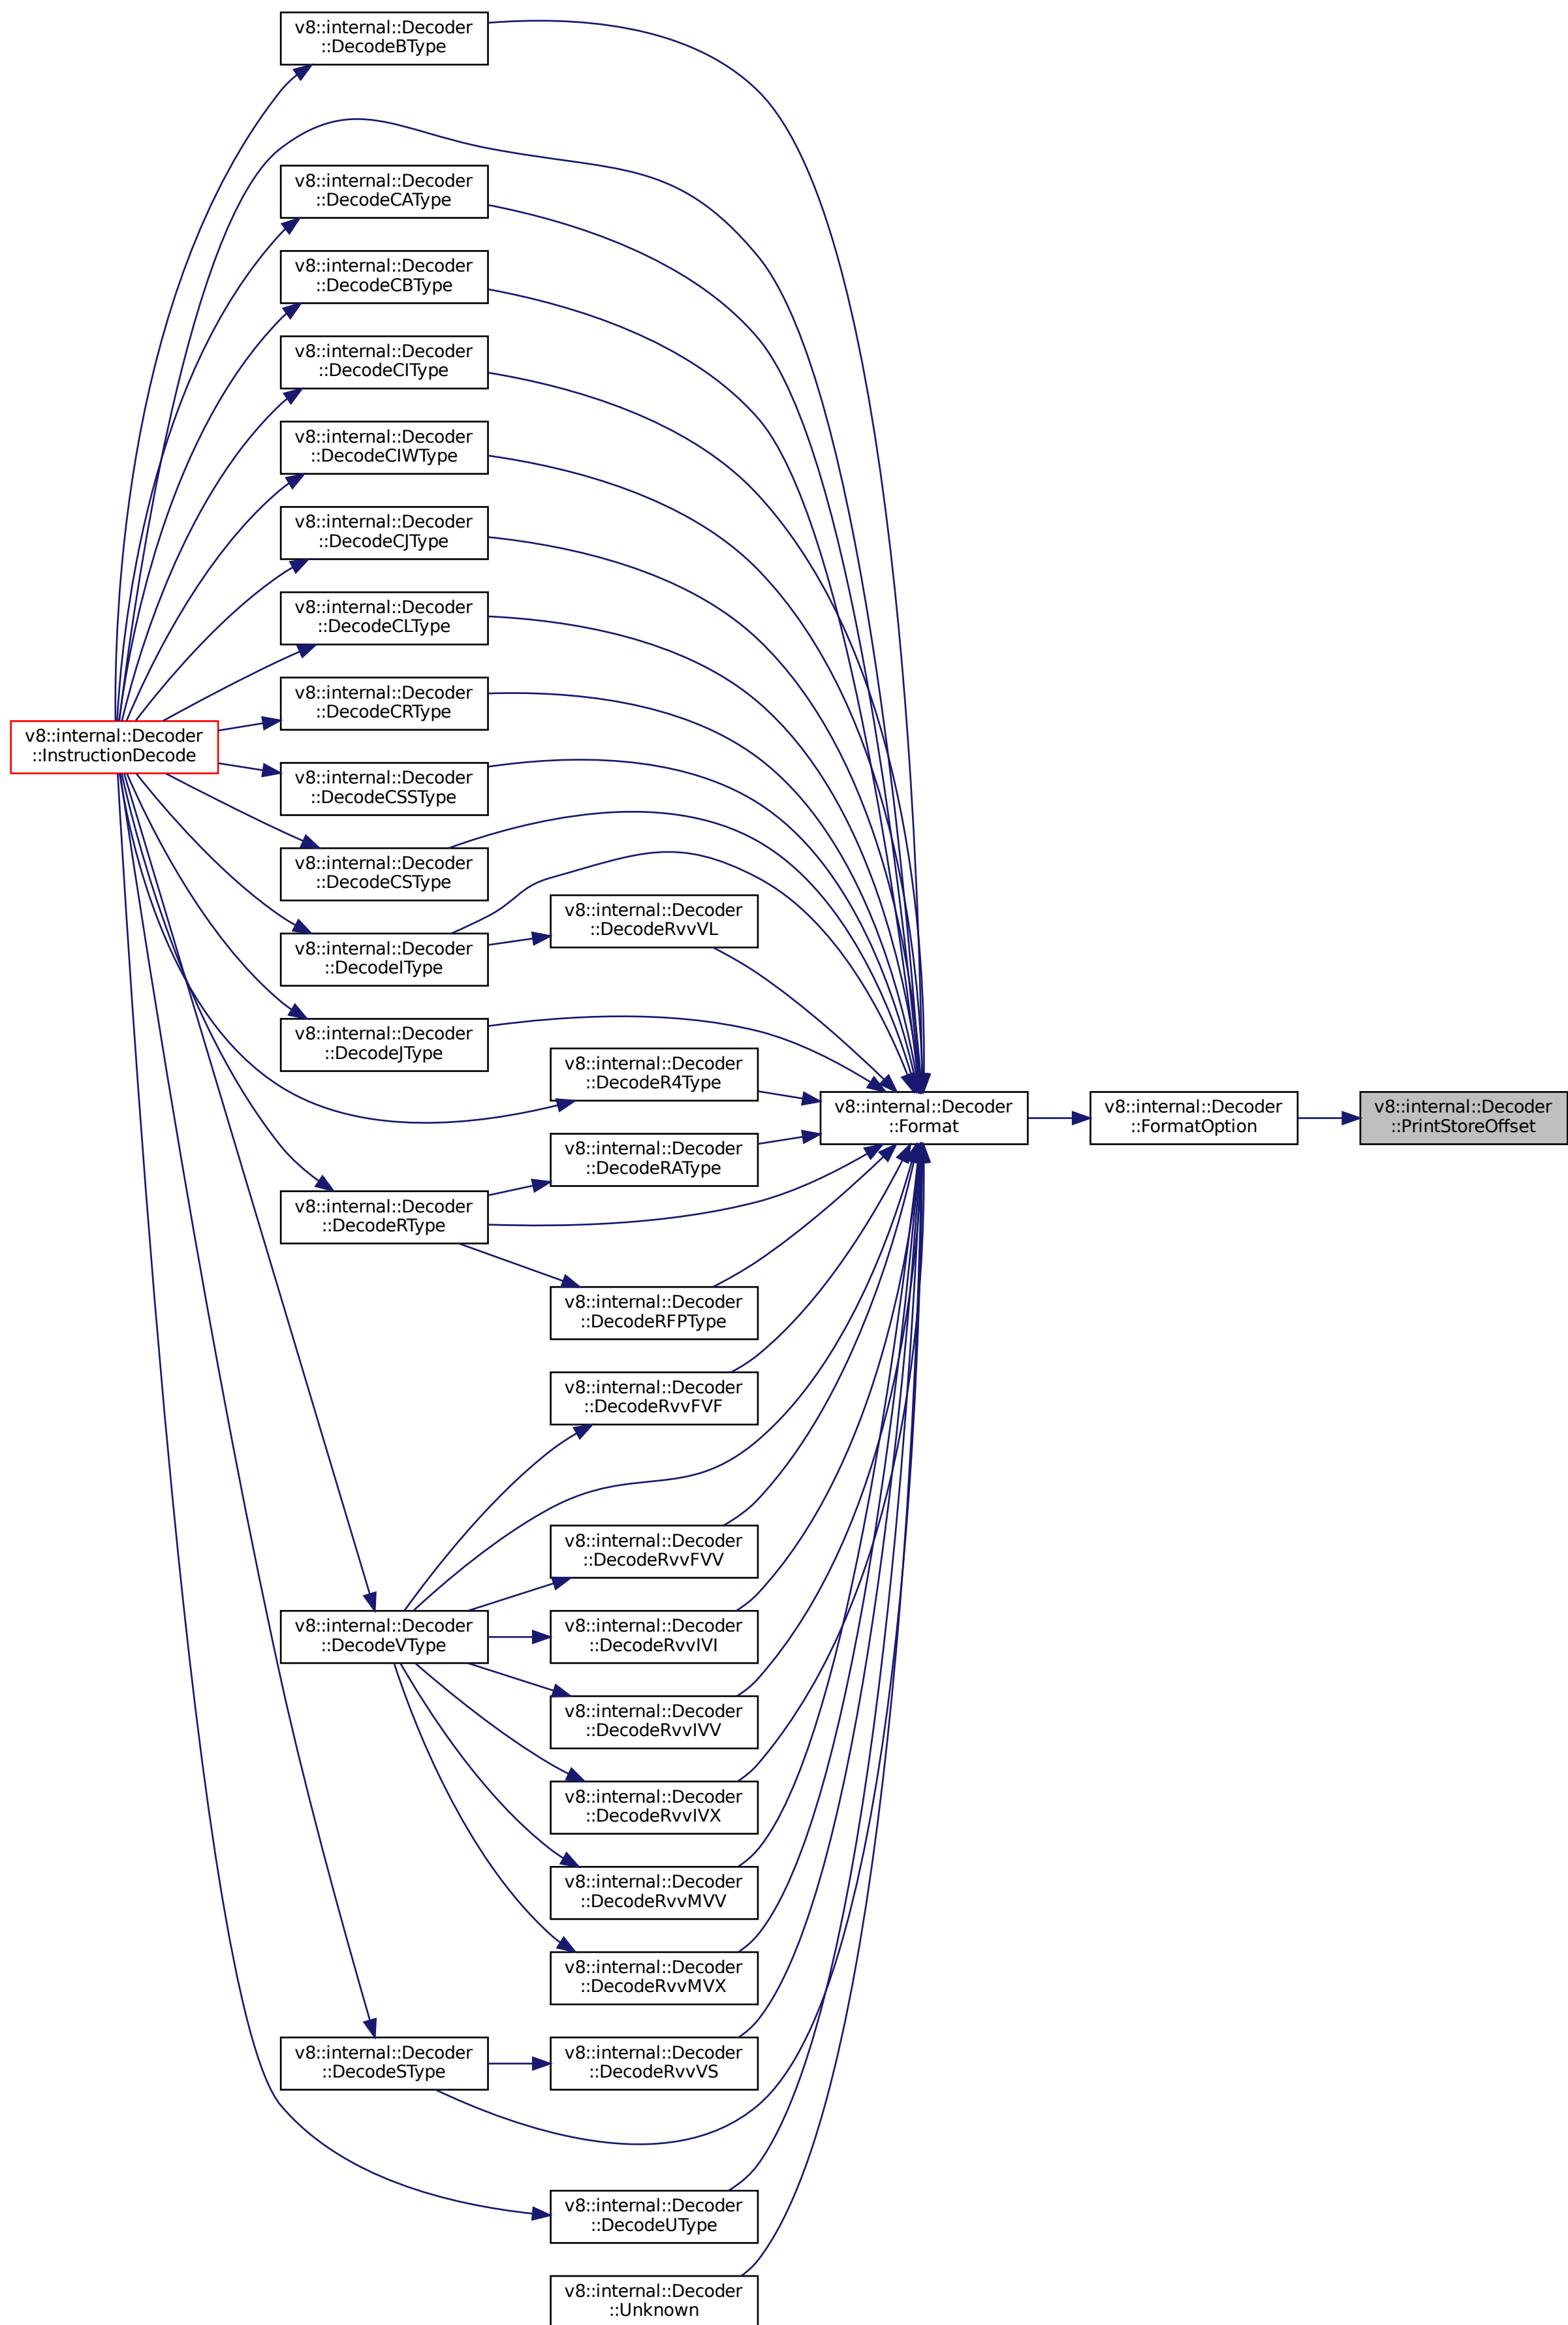 v8::internal::Decoder
::DecodeBType
v8::internal::Decoder
::DecodeCAType
v8::internal::Decoder
::DecodeCBType
v8::internal::Decoder
::DecodeCIType
v8::internal::Decoder
::DecodeCIWType
v8::internal::Decoder
::DecodeCJType
v8::internal::Decoder
::DecodeCLType
v8::internal::Decoder
::DecodeCRType
v8::internal::Decoder
::InstructionDecode
v8::internal::Decoder
::DecodeCSSType
v8::internal::Decoder
::DecodeCSType
v8::internal::Decoder
::DecodeRvvVL
v8::internal::Decoder
::DecodeIType
v8::internal::Decoder
::DecodeJType
v8::internal::Decoder
::DecodeR4Type
v8::internal::Decoder
::Format
v8::internal::Decoder
::FormatOption
v8::internal::Decoder
::PrintStoreOffset
v8::internal::Decoder
::DecodeRAType
v8::internal::Decoder
::DecodeRType
v8::internal::Decoder
::DecodeRFPType
v8::internal::Decoder
::DecodeRvvFVF
v8::internal::Decoder
::DecodeRvvFVV
v8::internal::Decoder
::DecodeVType
v8::internal::Decoder
::DecodeRvvIVI
v8::internal::Decoder
::DecodeRvvIVV
v8::internal::Decoder
::DecodeRvvIVX
v8::internal::Decoder
::DecodeRvvMVV
v8::internal::Decoder
::DecodeRvvMVX
v8::internal::Decoder
::DecodeSType
v8::internal::Decoder
::DecodeRvvVS
v8::internal::Decoder
::DecodeUType
v8::internal::Decoder
::Unknown